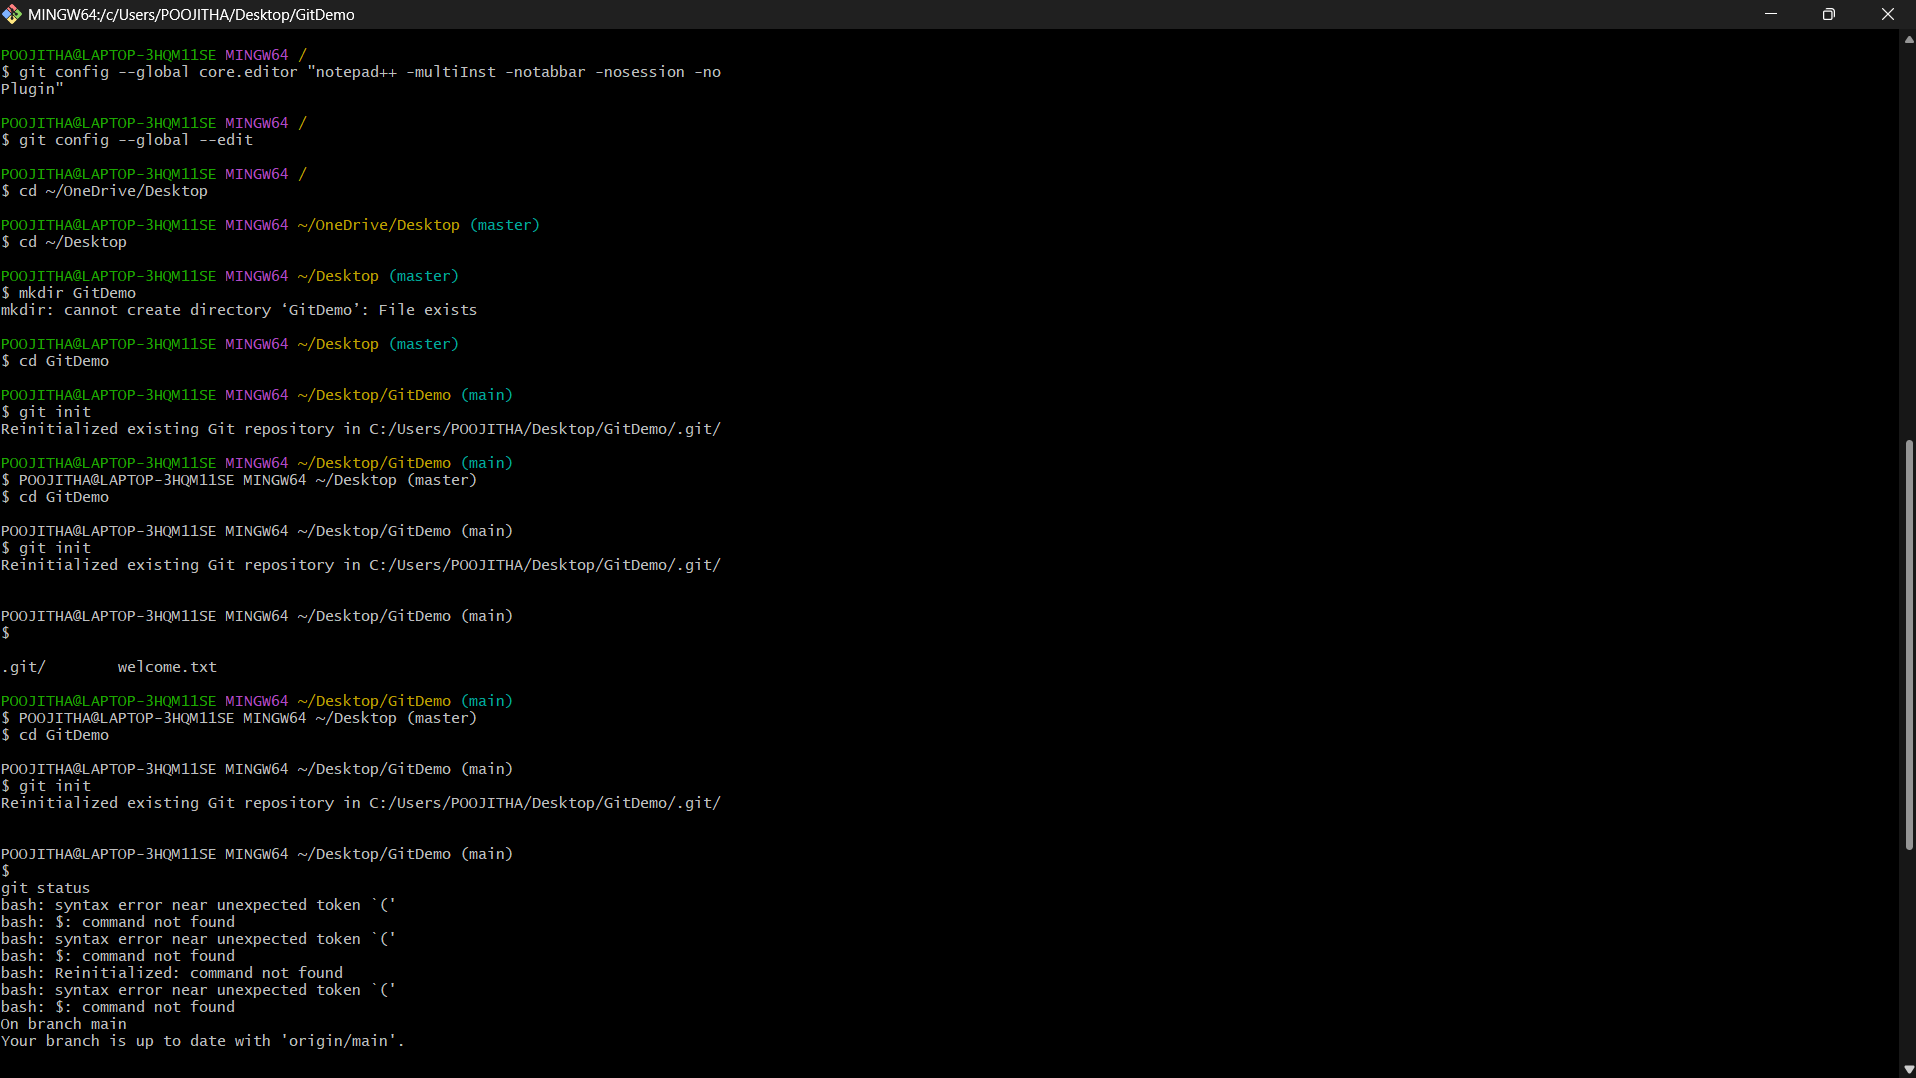 MINGW64:/c/Users/POOJITHA/Desktop/GitDemo
POOJITHA@LAPTOP-3HQM11SE MINGW64 /
$ git config --global core.editor "notepad++ -multiInst -notabbar -nosession -no
Plugin"
POOJITHA@LAPTOP-3HQM11SE MINGW64 /
$ git config --global --edit
POOJITHA@LAPTOP-3HQM11SE MINGW64 /
$ cd ~/OneDrive/Desktop
POOJITHA@LAPTOP-3HQM11SE MINGW64 ~/OneDrive/Desktop (master)
$ cd ~/Desktop
POOJITHA@LAPTOP-3HQM11SE MINGW64 ~/Desktop (master)
$ mkdir GitDemo
mkdir: cannot create directory ‘GitDemo’: File exists
POOJITHA@LAPTOP-3HQM11SE MINGW64 ~/Desktop (master)
$ cd GitDemo
POOJITHA@LAPTOP-3HQM11SE MINGW64 ~/Desktop/GitDemo (main)
$ git init
Reinitialized existing Git repository in C:/Users/POOJITHA/Desktop/GitDemo/.git/
POOJITHA@LAPTOP-3HQM11SE MINGW64 ~/Desktop/GitDemo (main)
$ POOJITHA@LAPTOP-3HQM11SE MINGW64 ~/Desktop (master)
$ cd GitDemo
POOJITHA@LAPTOP-3HQM11SE MINGW64 ~/Desktop/GitDemo (main)
$ git init
Reinitialized existing Git repository in C:/Users/POOJITHA/Desktop/GitDemo/.git/
POOJITHA@LAPTOP-3HQM11SE MINGW64 ~/Desktop/GitDemo (main)
$
.git/        welcome.txt
POOJITHA@LAPTOP-3HQM11SE MINGW64 ~/Desktop/GitDemo (main)
$ POOJITHA@LAPTOP-3HQM11SE MINGW64 ~/Desktop (master)
$ cd GitDemo
POOJITHA@LAPTOP-3HQM11SE MINGW64 ~/Desktop/GitDemo (main)
$ git init
Reinitialized existing Git repository in C:/Users/POOJITHA/Desktop/GitDemo/.git/
POOJITHA@LAPTOP-3HQM11SE MINGW64 ~/Desktop/GitDemo (main)
$
git status
bash: syntax error near unexpected token `('
bash: $: command not found
bash: syntax error near unexpected token `('
bash: $: command not found
bash: Reinitialized: command not found
bash: syntax error near unexpected token `('
bash: $: command not found
On branch main
Your branch is up to date with 'origin/main'.